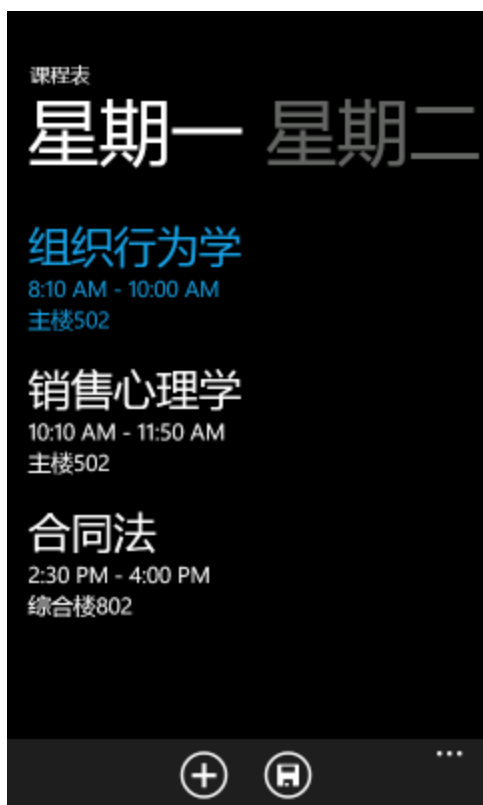 课程表
星期一 星期二
组织行为学
8:10 AM - 10:00 AM
主楼502
销售心理学
10:10 AM - 11:50 AM
主楼502
合同法
2:30 PM - 4:00 PM
综合楼802